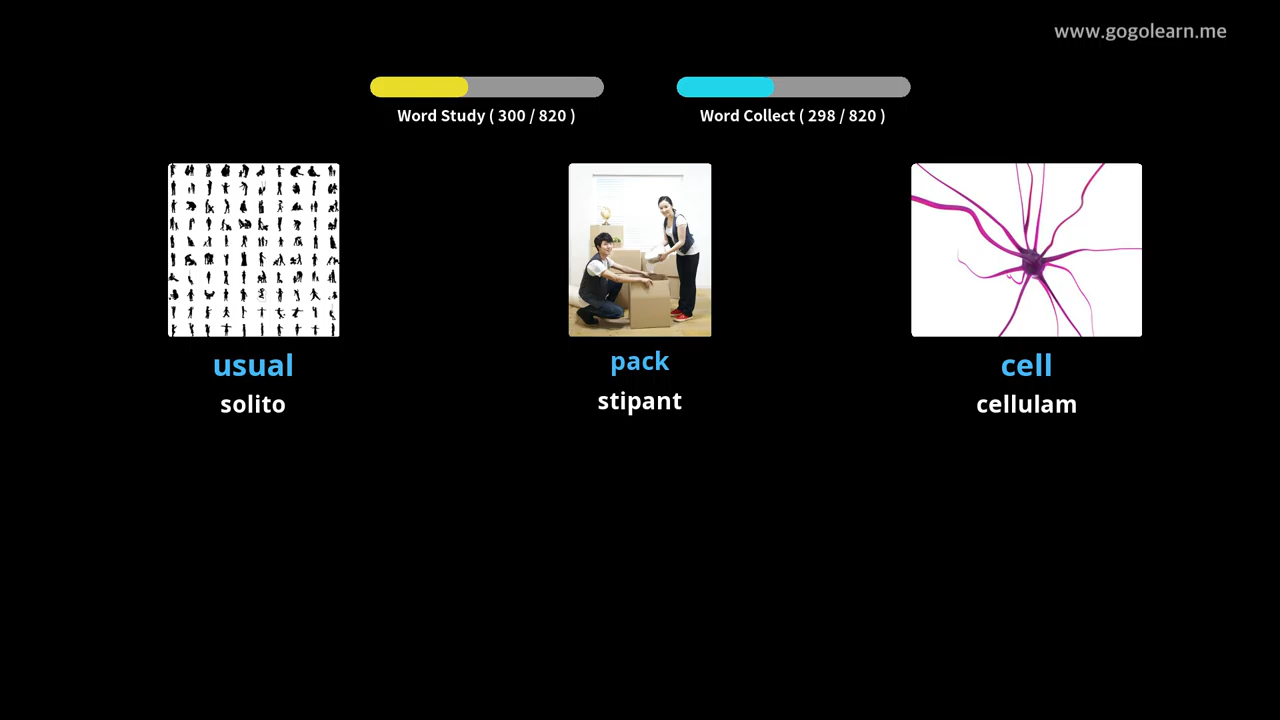 www.gogolearn.me
Word Study ( 300 / 820 )
Word Collect ( 298 / 820 )
usual
solito
pack
stipant
cell
cellulam